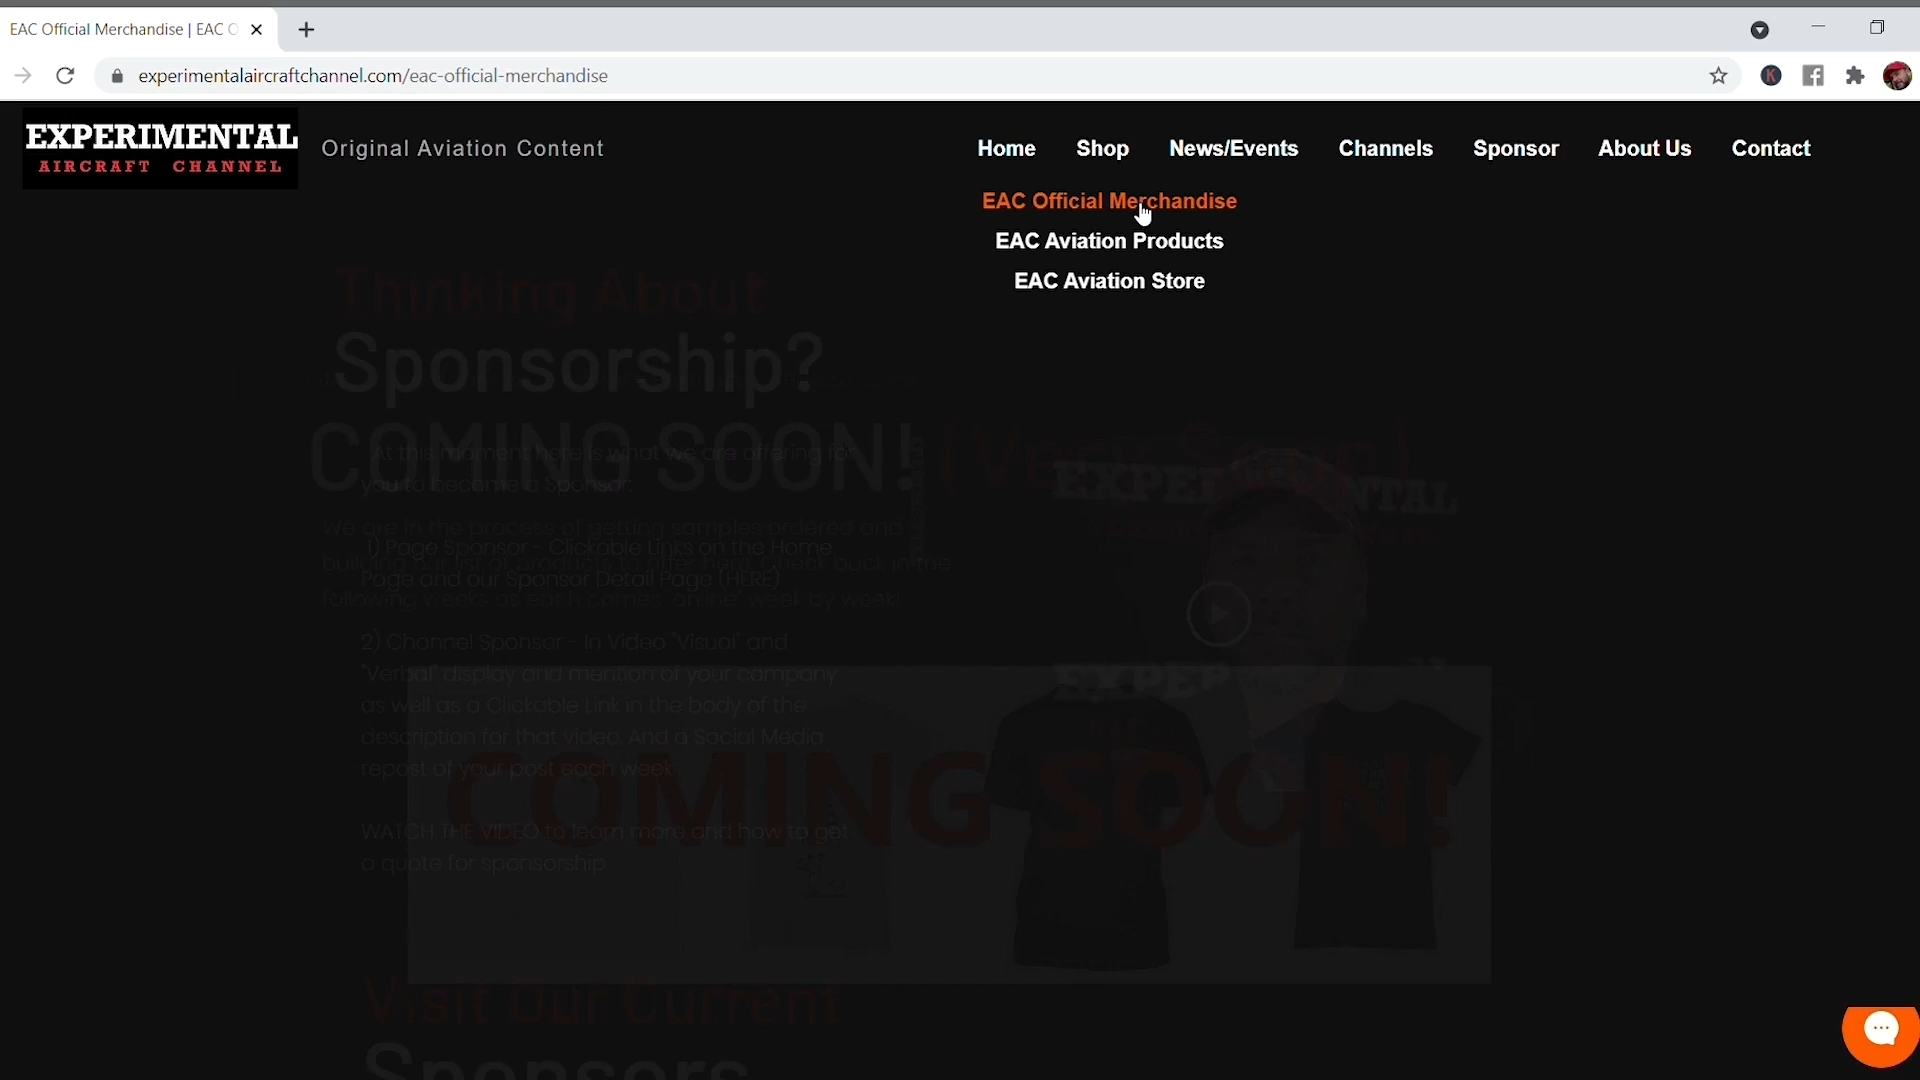 EAC Official Merchandise | EAC O
experimentalaircraftchannel.com/eac-official-merchandise
EXPERIMENTAL
AIRCRAFT CHANNEL
Original Aviation Content
Home Shop News/Events Channels Sponsor About Us Contact
EAC Official Merchandise
EAC Aviation Products
EAC Aviation Store
Thinking About
Sponsorship?
COMING SOON! (Very Soon)
At this moment here is what we are offering for
you to become a Sponsor:
We are in the process of getting samples ordered and
1) Page Sponsor - Clickable Links on the Home
building our list of products to offer here. Check back in the
Page and our Sponsor Detail Page (HERE)
following weeks as each comes "online" week by week!
2) Channel Sponsor - In Video "Visual" and
"Verbal" display and mention of your company
as well as a Clickable Link in the body of the
description for that video. And a Social Media
repost of your post each week.
COMING SOON!
WATCH THE VIDEO to learn more and how to get
a quote for sponsorship
Visit Our Current
Sponsors